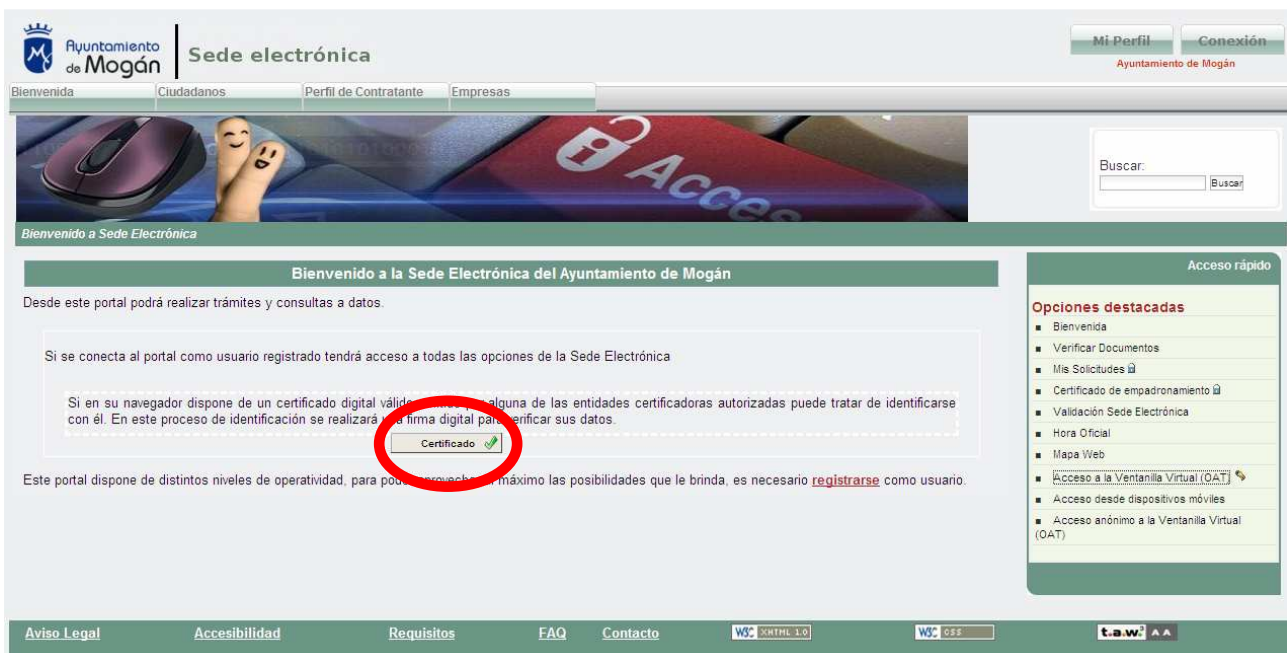 Ayuntamiento
de Mogán
Sede electrónica
Mi Perfil
Conexión
Ayuntamiento de Mogán
Bienvenida
Ciudadanos
Perfil de Contratante
Empresas
Acces
Buscar:
Buscar
Bienvenido a Sede Electrónica
Bienvenido a la Sede Electrónica del Ayuntamiento de Mogán
Desde este portal podrá realizar trámites y consultas a datos.
Si se conecta al portal como usuario registrado tendrá acceso a todas las opciones de la Sede Electrónica
Si en su navegador dispone de un certificado digital válido por alguna de las entidades certificadoras autorizadas puede tratar de identificarse
con él. En este proceso de identificación se realizará una firma digital para verificar sus datos.
Certificado
Este portal dispone de distintos niveles de operatividad, para poder aprovechar máximo las posibilidades que le brinda, es necesario registrarse como usuario.
Acceso rápido
Opciones destacadas
Bienvenida
Verificar Documentos
Mis Solicitudes
Certificado de empadronamiento
Validación Sede Electrónica
Hora Oficial
Mapa Web
Acceso a la Ventanilla Virtual (OAT)
Acceso desde dispositivos móviles
Acceso anónimo a la Ventanilla Virtual
(OAT)
Aviso Legal
Accesibilidad
Requisitos
FAQ
Contacto
W3C XHTML 1.0
W3C CSS
t.a.w. AA